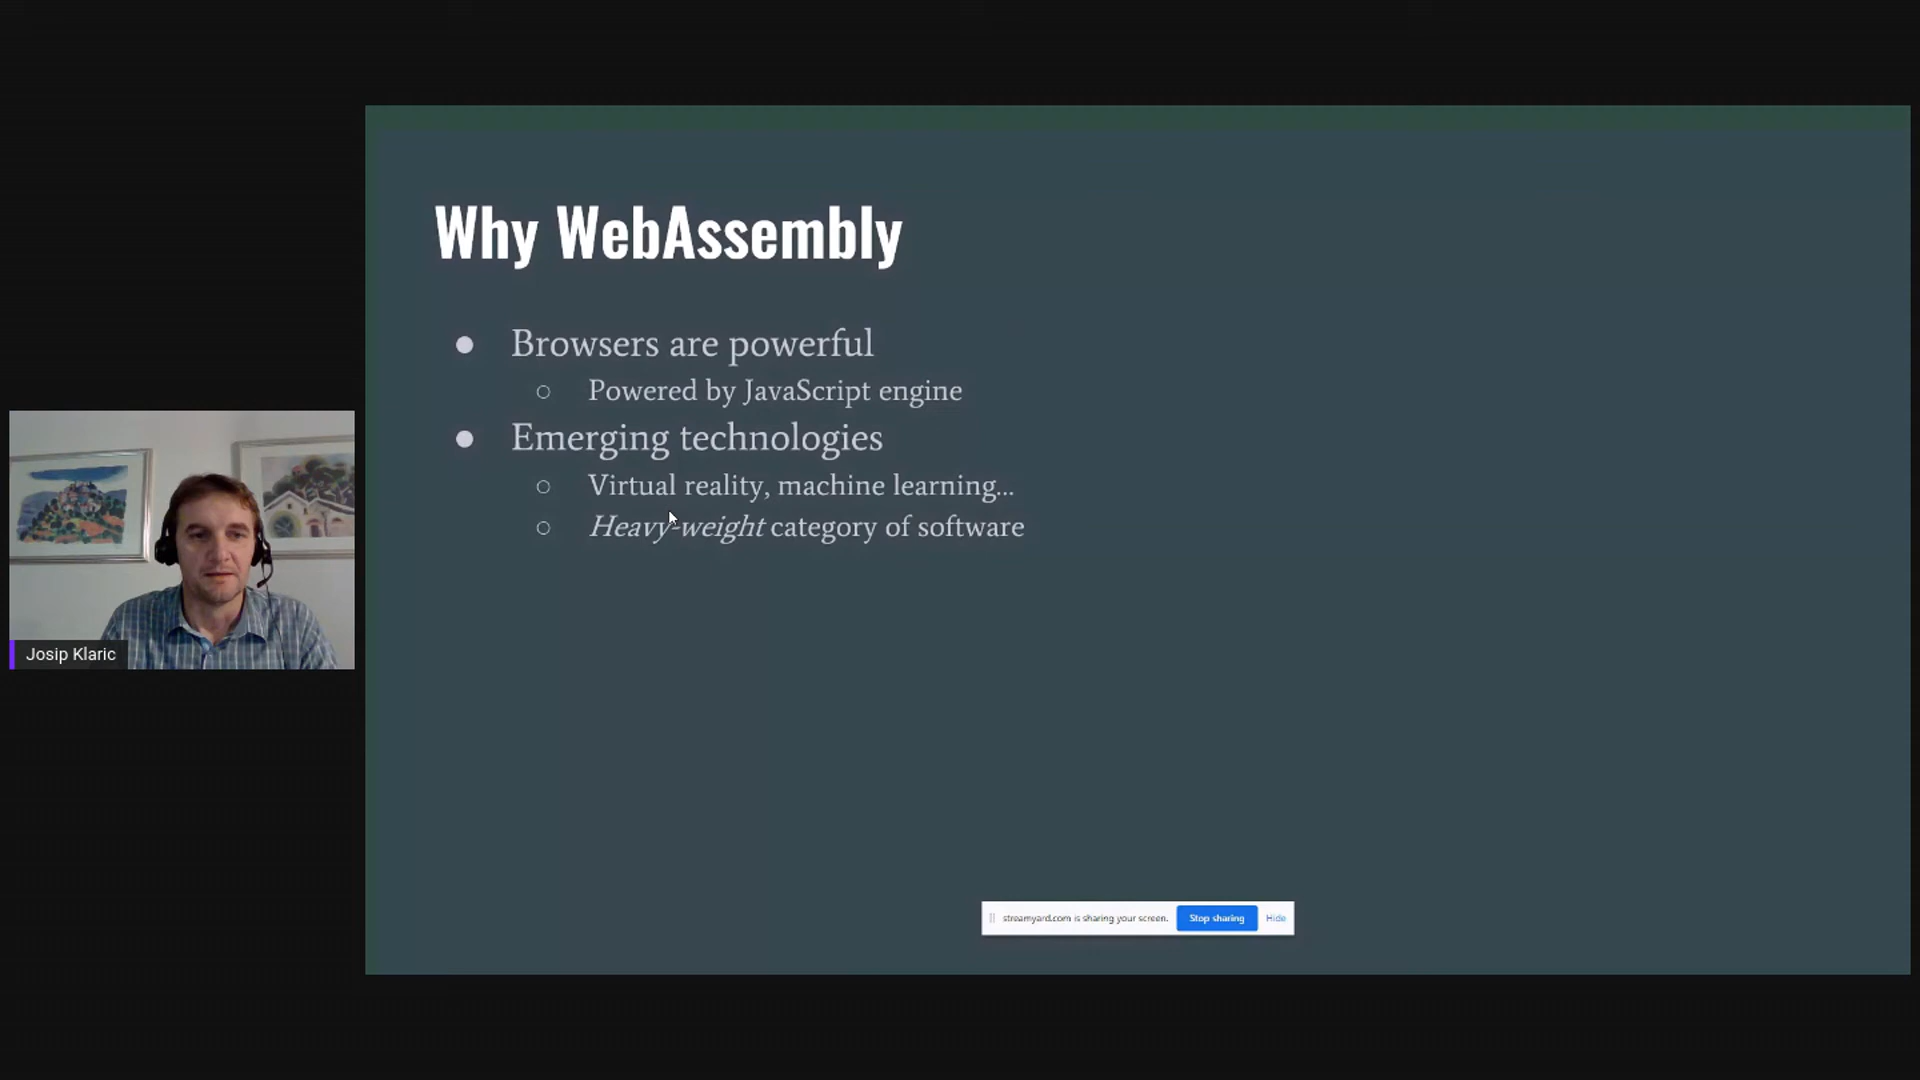 Why WebAssembly
● Browsers are powerful
○ Powered by JavaScript engine
● Emerging technologies
○ Virtual reality, machine learning...
○ Heavy-weight category of software
Josip Klaric
streamyard.com is sharing your screen. Stop sharing Hide